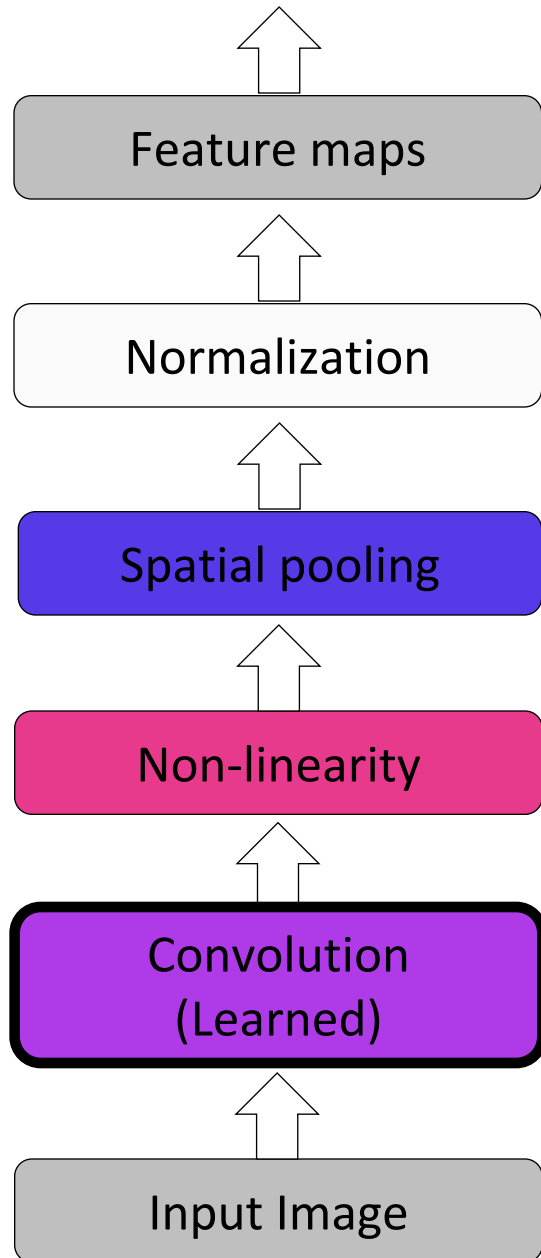 Feature maps
Normalization
Spatial pooling
Non-linearity
Convolution
(Learned)
Input Image